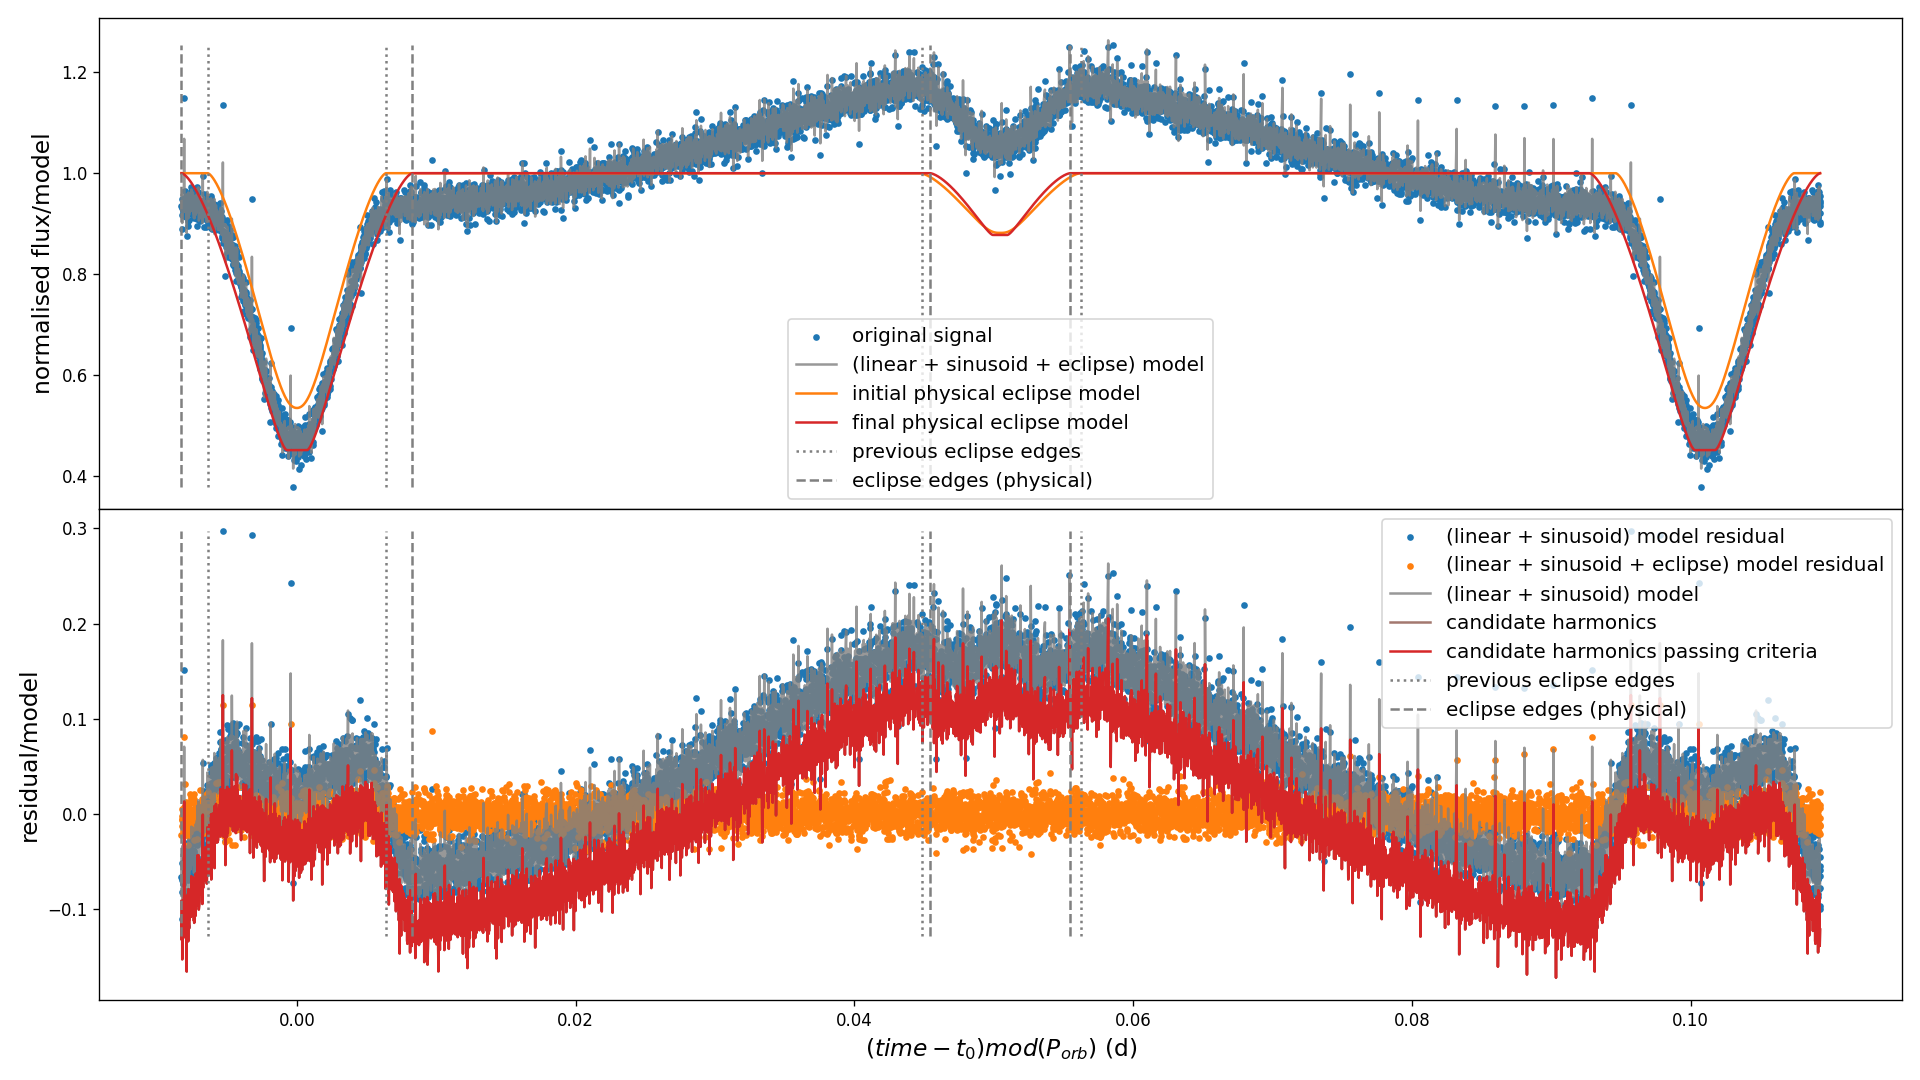 1.2
1.0
0.8
0.6
0.4
normalised flux/model
original signal
(linear + sinusoid + eclipse) model
initial physical eclipse model
final physical eclipse model
previous eclipse edges
eclipse edges (physical)
0.3
0.2
0.1
0.0
−0.1
residual/model
(linear + sinusoid) model residual
(linear + sinusoid + eclipse) model residual
(linear + sinusoid) model
candidate harmonics
candidate harmonics passing criteria
previous eclipse edges
eclipse edges (physical)
0.00 0.02 0.04 0.06 0.08 0.10
(time − t₀)mod(P_orb) (d)